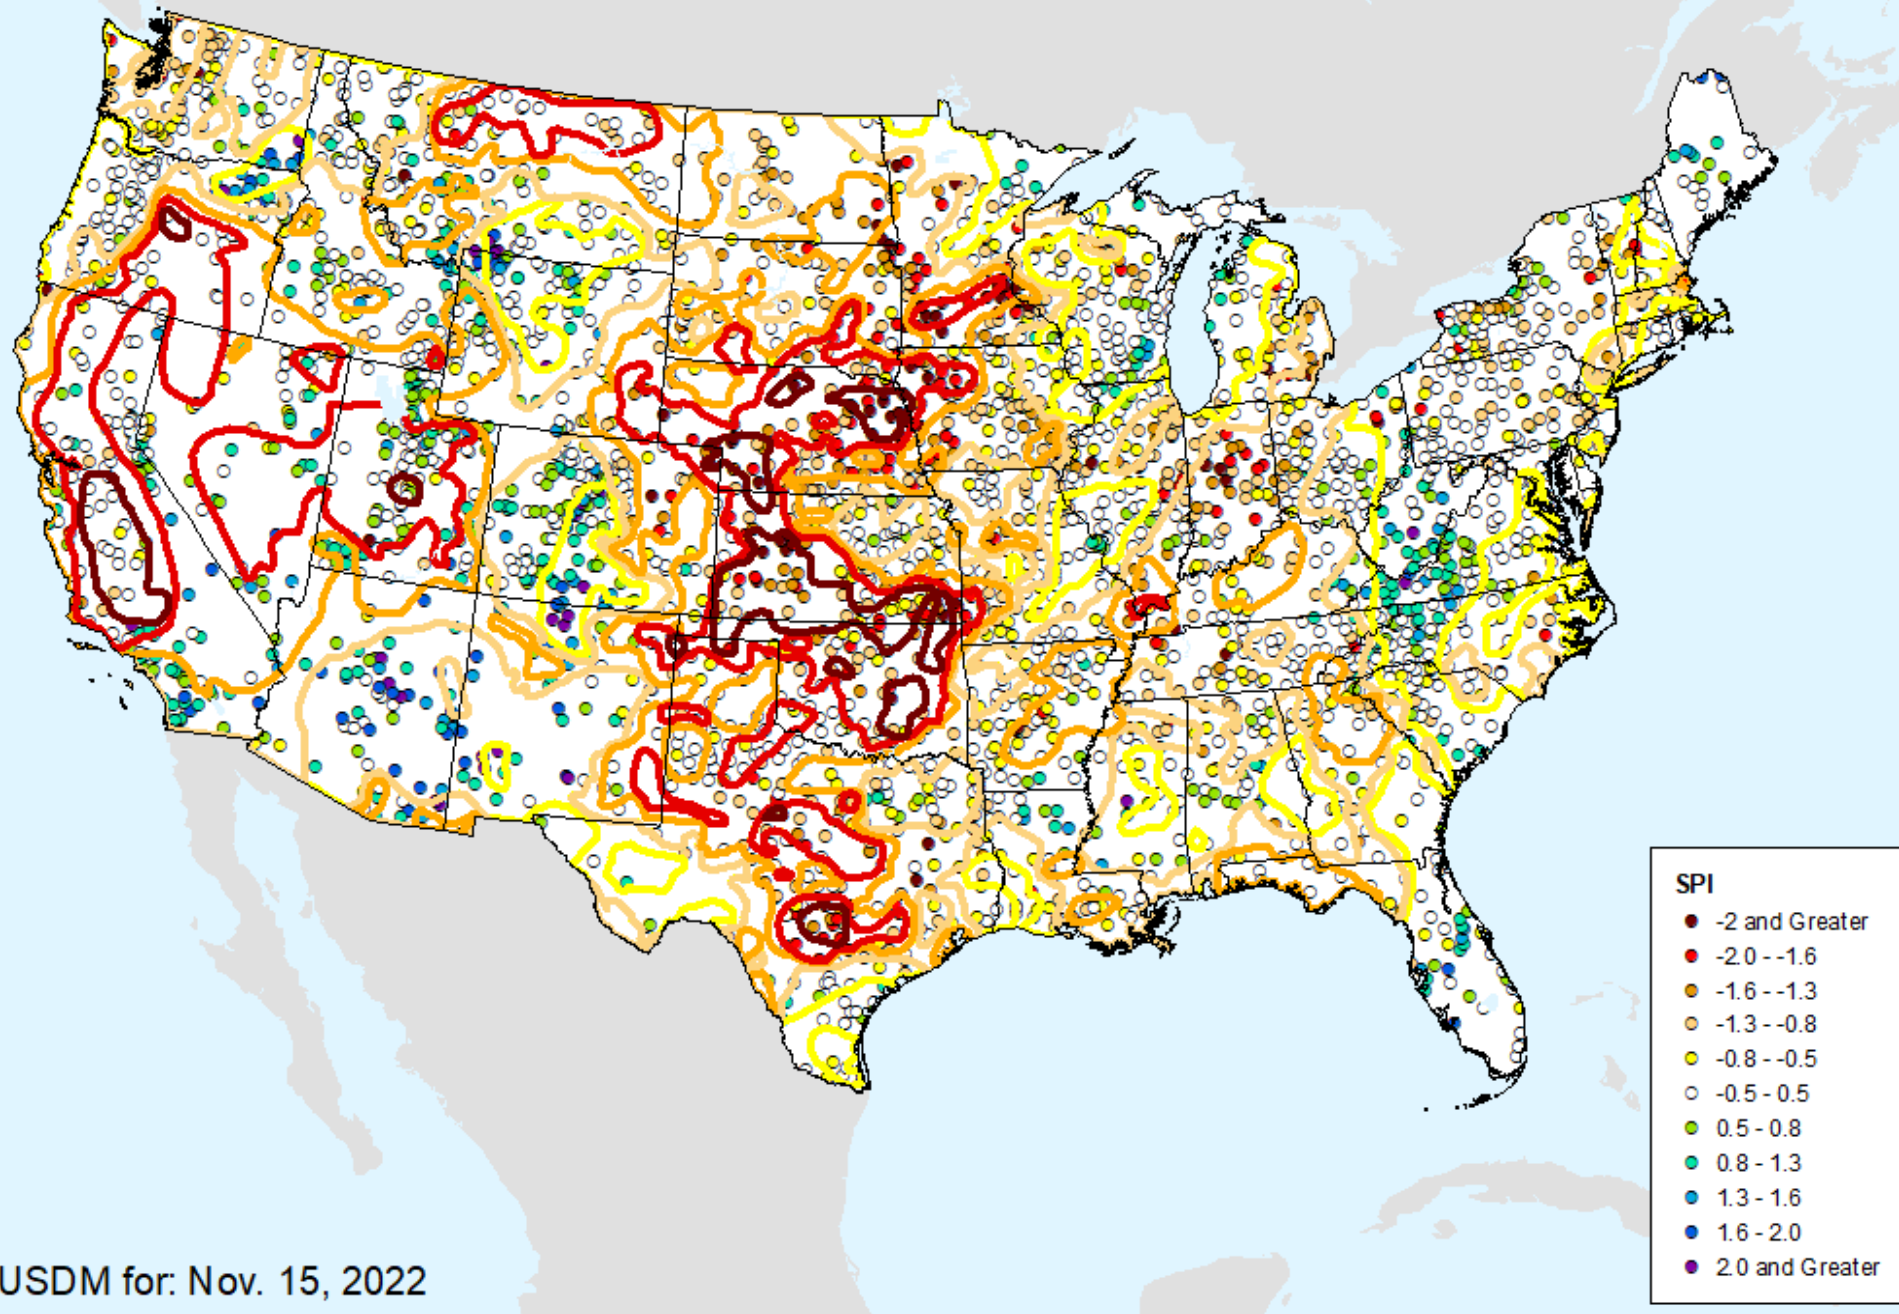 SPI
-2 and Greater
-2.0 - -1.6
-1.6 - -1.3
-1.3 - -0.8
-0.8 - -0.5
-0.5 - 0.5
0.5 - 0.8
0.8 - 1.3
1.3 - 1.6
1.6 - 2.0
2.0 and Greater
USDM for: Nov. 15, 2022